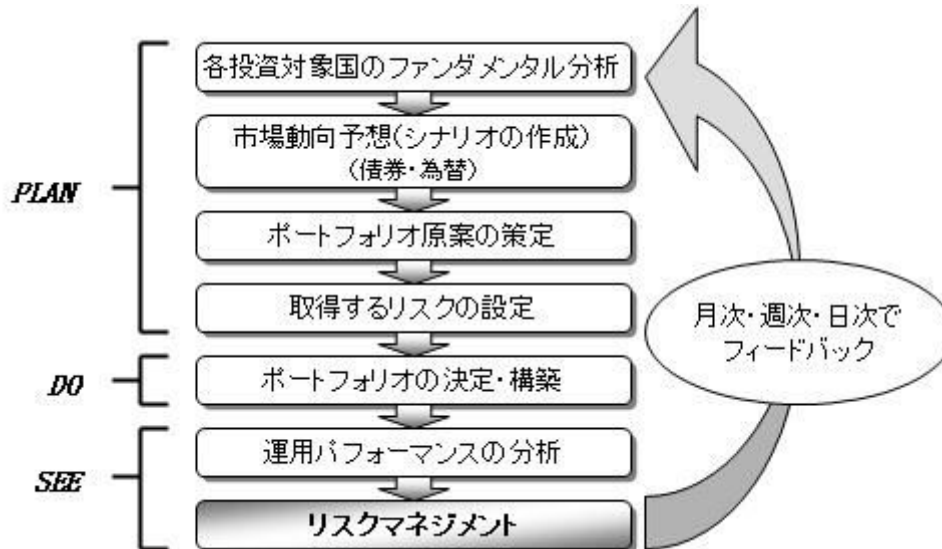 各投資対象国のファンダメンタル分析
市場動向予想(シナリオの作成)
(債券・為替)
PLAN
ポートフォリオ原案の策定
取得するリスクの設定
月次・週次・日次で
フィードバック
DO
ポートフォリオの決定・構築
運用パフォーマンスの分析
SEE
リスクマネジメント